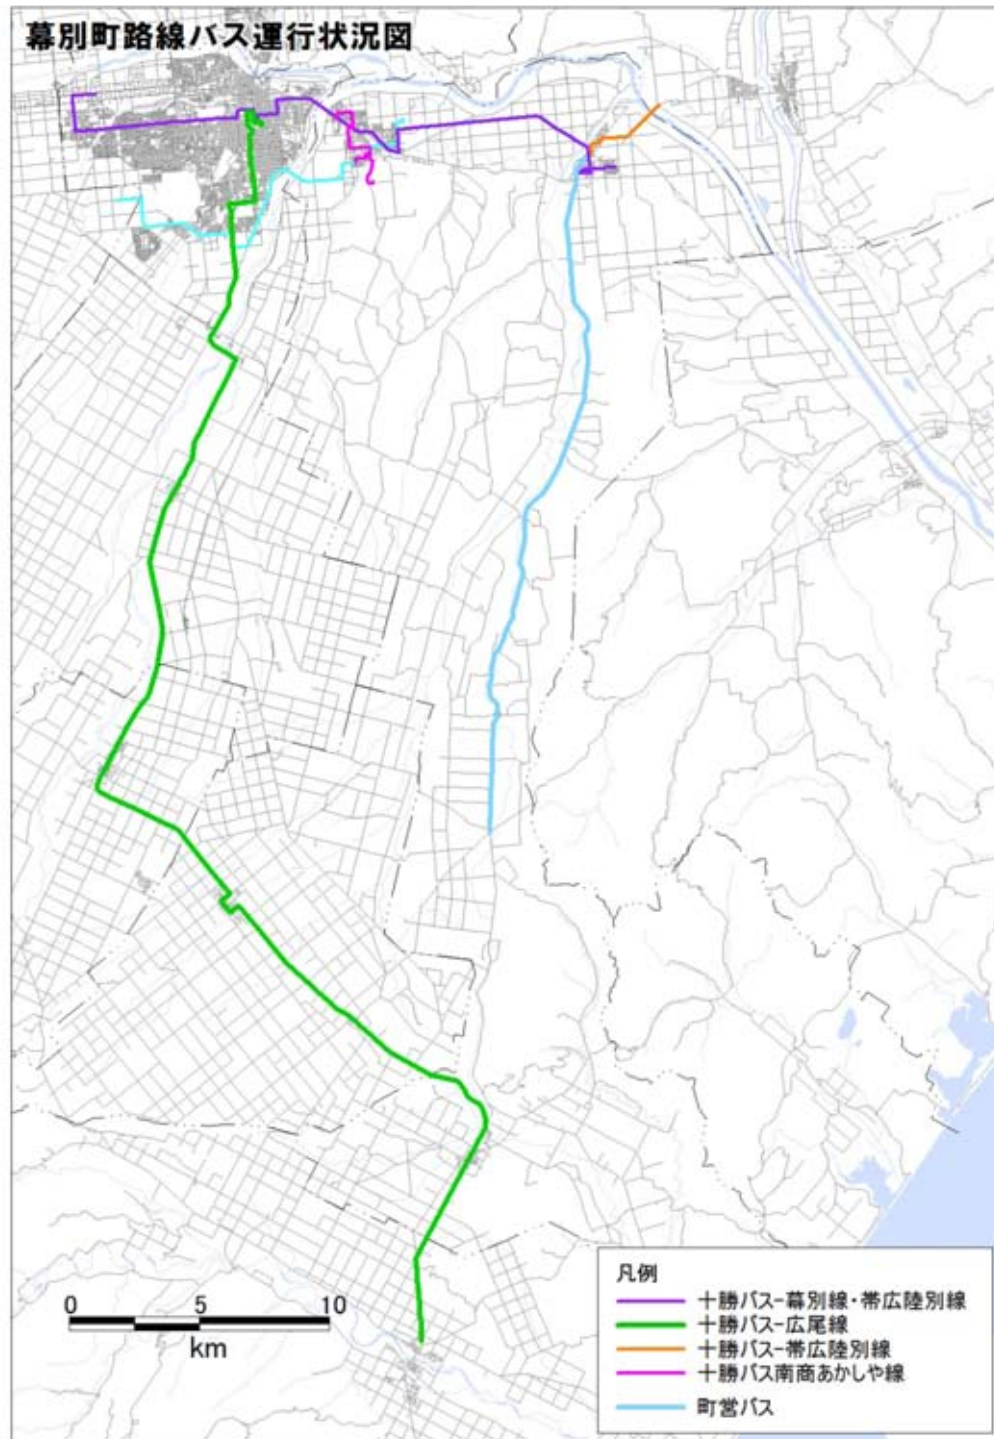 幕別町路線バス運行状況図
0 5 10
km
凡例
十勝バス-幕別線・帯広陸別線
十勝バス-広尾線
十勝バス-帯広陸別線
十勝バス南商あかしや線
町営バス